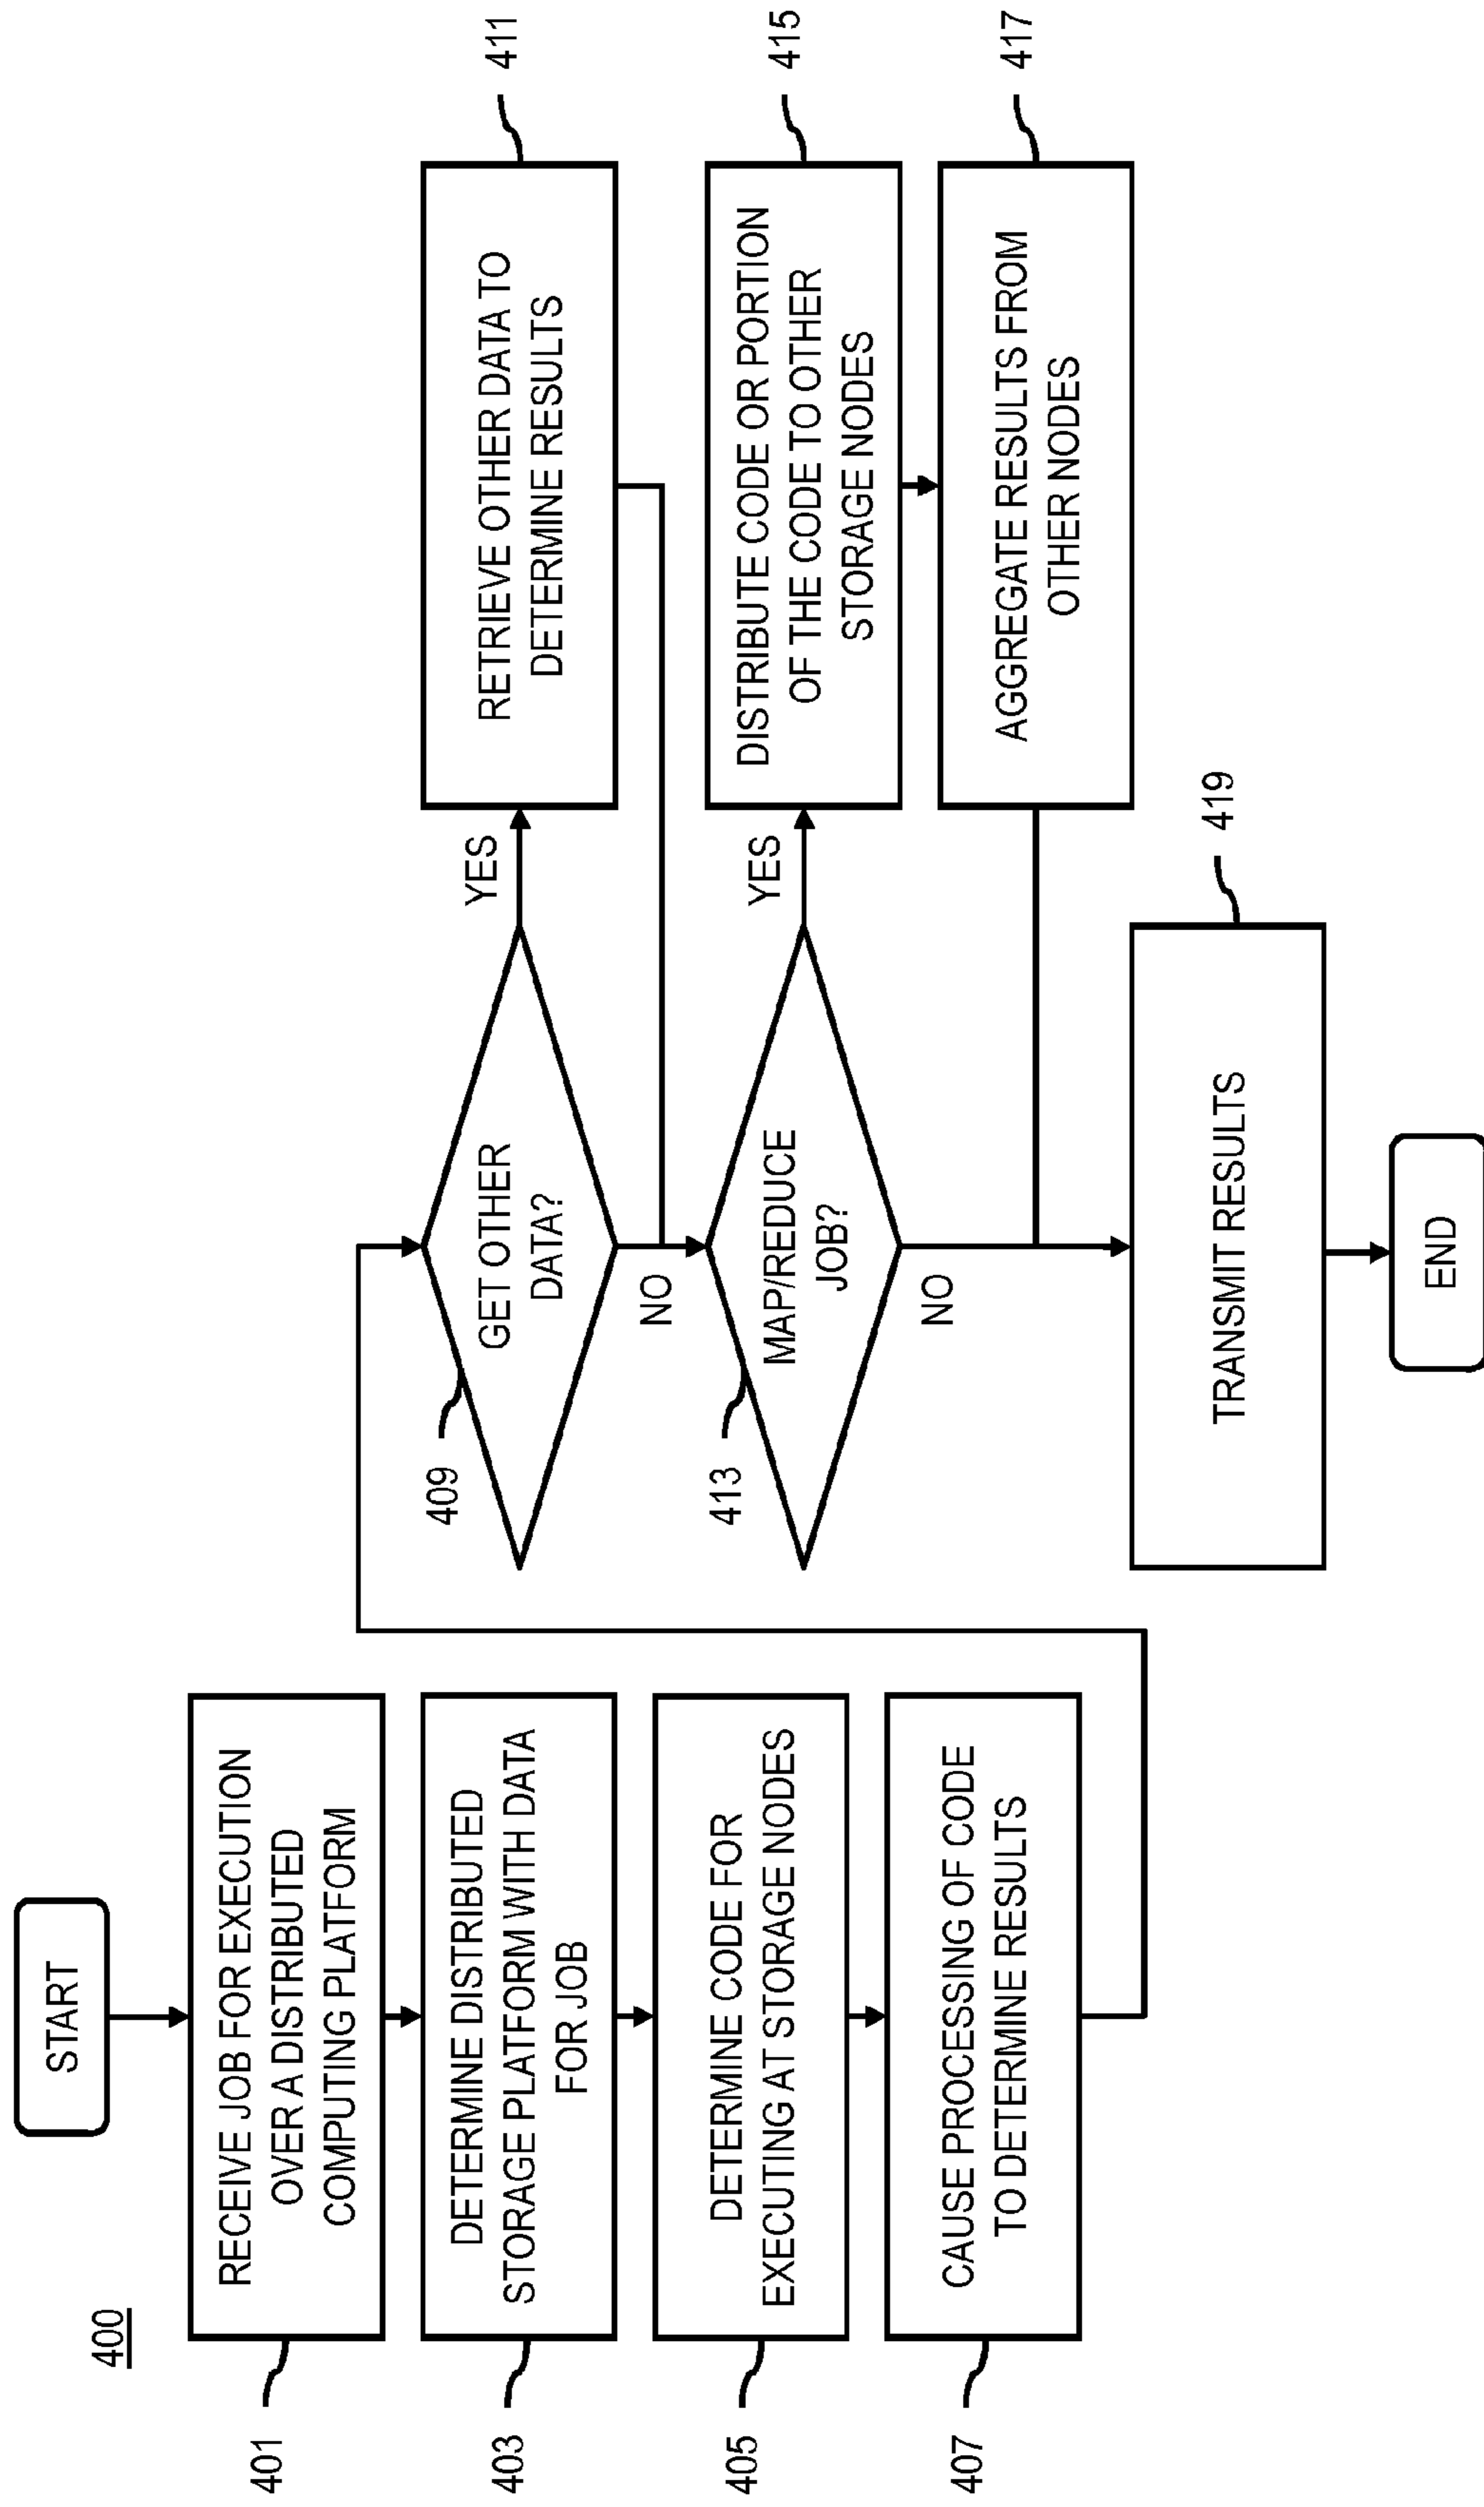 400
START
401
RECEIVE JOB FOR EXECUTION
OVER A DISTRIBUTED
COMPUTING PLATFORM
403
DETERMINE DISTRIBUTED
STORAGE PLATFORM WITH DATA
FOR JOB
405
DETERMINE CODE FOR
EXECUTING AT STORAGE NODES
407
CAUSE PROCESSING OF CODE
TO DETERMINE RESULTS
409
GET OTHER
DATA?
YES
NO
411
RETRIEVE OTHER DATA TO
DETERMINE RESULTS
413
MAP/REDUCE
JOB?
YES
NO
415
DISTRIBUTE CODE OR PORTION
OF THE CODE TO OTHER
STORAGE NODES
417
AGGREGATE RESULTS FROM
OTHER NODES
419
TRANSMIT RESULTS
END